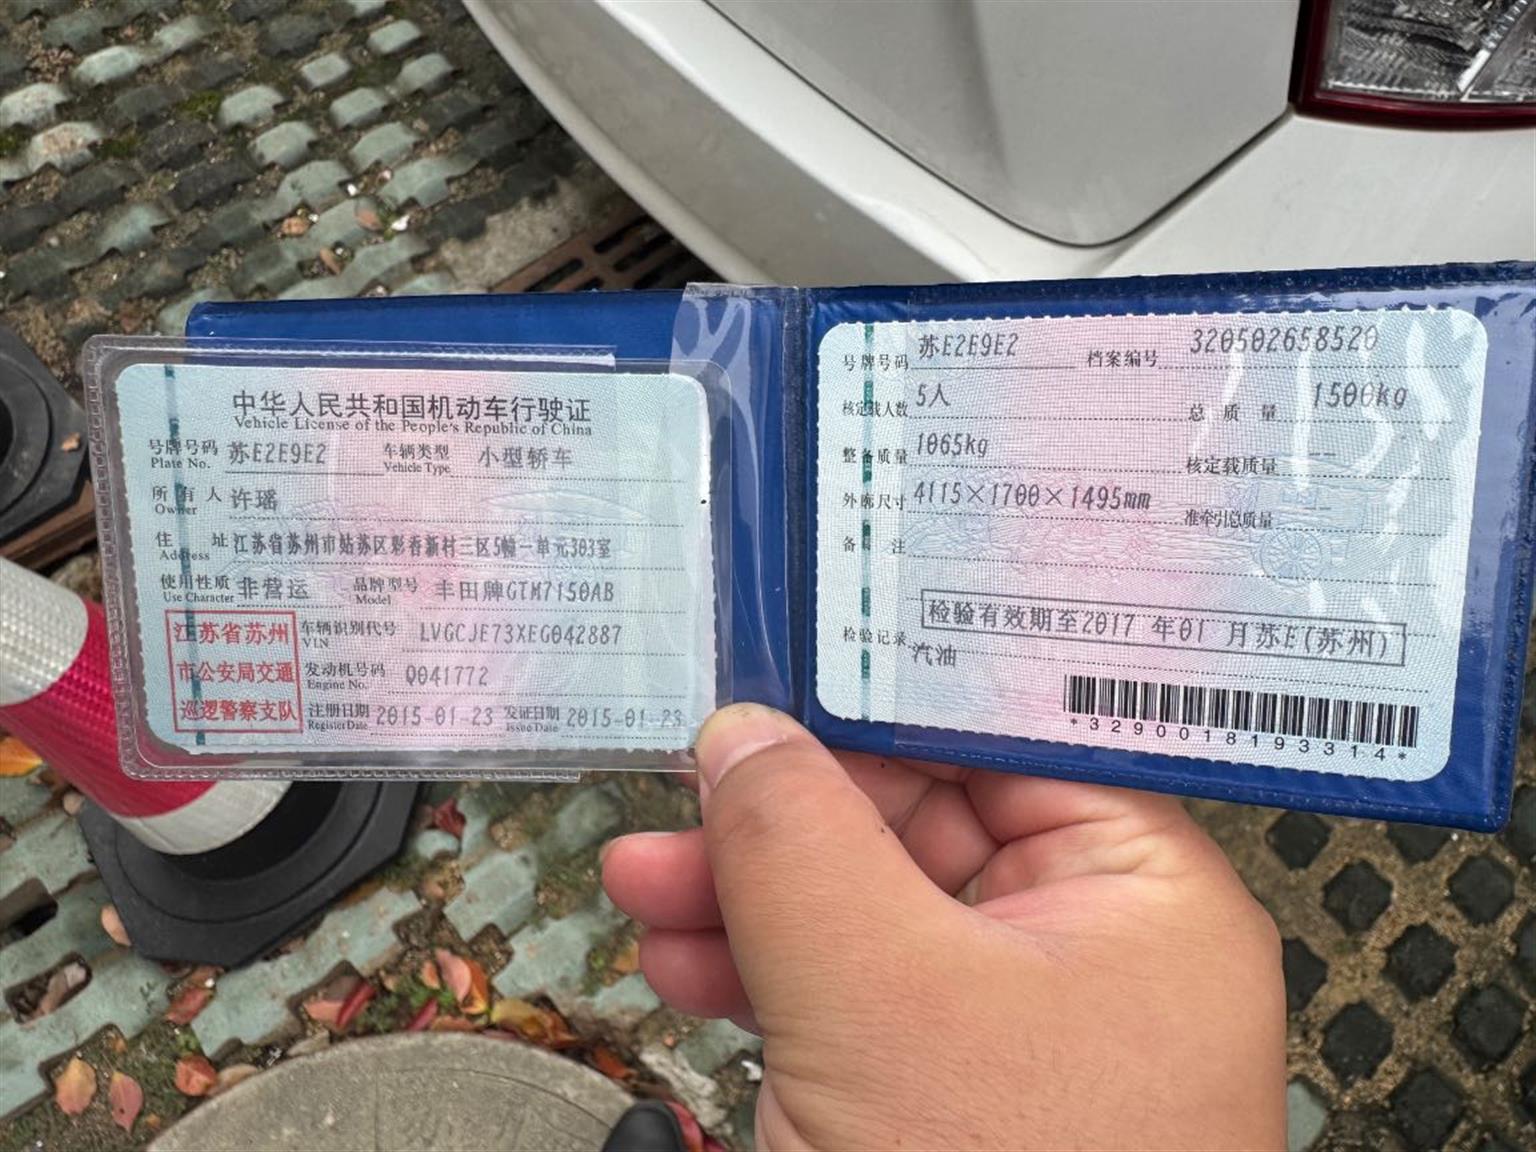 中华人民共和国机动车行驶证
Vehicle License of the People's Republic of China
号牌号码 苏E2E9E2 车辆类型 小型轿车
Plate No. Vehicle Type
所有人 许瑶
Owner
住址 江苏省苏州市姑苏区彩香新村三区5幢一单元303室
Address
使用性质 非营运 品牌型号 丰田牌GTM7150AB
Use Character Model
江苏省苏州
市公安局交通
巡逻警察支队
车辆识别代号 LVGCJE73XEG042887
VIN
发动机号码 Q041772
Engine No.
注册日期 2015-01-23 发证日期 2015-01-23
Register Date Issue Date
号牌号码 苏E2E9E2 档案编号 320502658520
核定载人数 5人 总质量 1500kg
整备质量 1065kg 核定载质量 --
外廓尺寸 4115×1700×1495mm 准牵引总质量 --
备注
检验有效期至2017 年01 月苏E(苏州)
检验记录
汽油
*3290018193314*